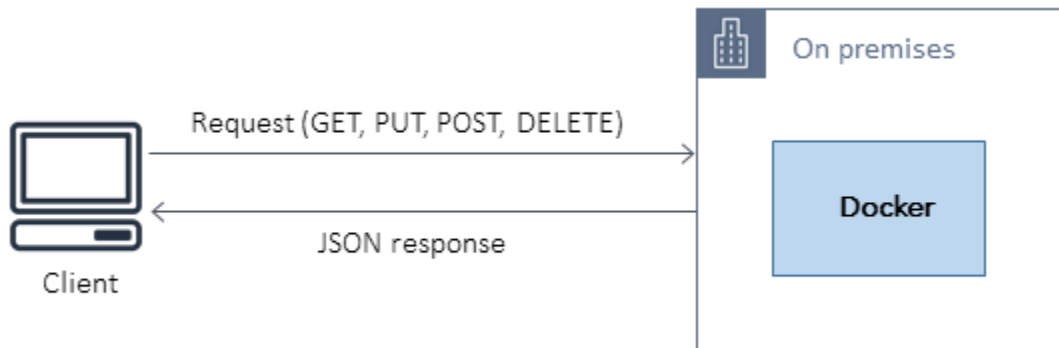 On premises
Request (GET, PUT, POST, DELETE)
Docker
JSON response
Client